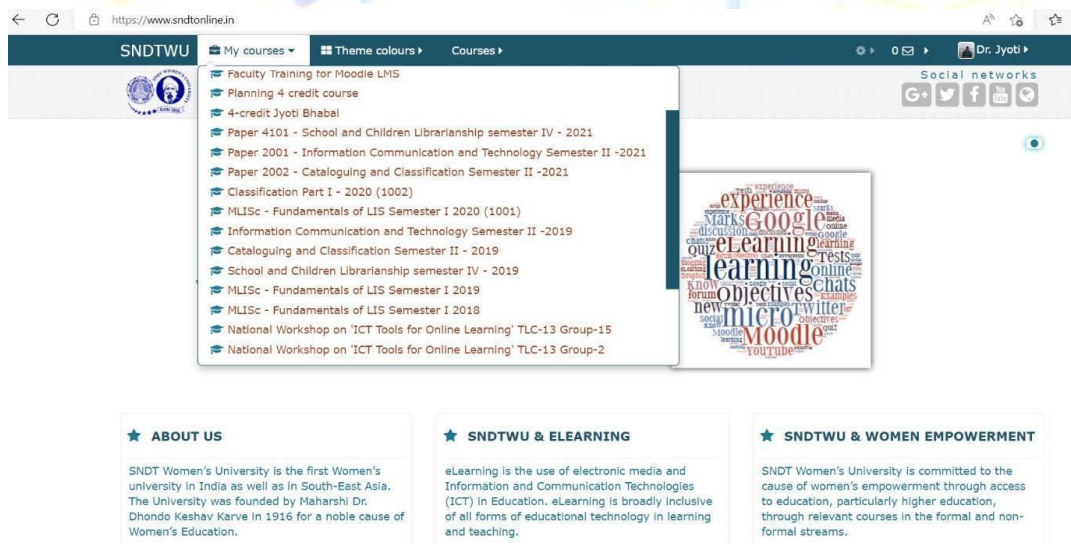 https://www.sndtonline.in
SNDTWU My courses Theme colours Courses 0 Dr. Jyoti
Social networks
Faculty Training for Moodle LMS
Planning 4 credit course
4-credit Jyoti Bhabal
Paper 4101 - School and Children Librarianship semester IV - 2021
Paper 2001 - Information Communication and Technology Semester II -2021
Paper 2002 - Cataloguing and Classification Semester II -2021
Classification Part I - 2020 (1002)
MLISc - Fundamentals of LIS Semester I 2020 (1001)
Information Communication and Technology Semester II -2019
Cataloguing and Classification Semester II - 2019
School and Children Librarianship semester IV - 2019
MLISc - Fundamentals of LIS Semester I 2019
MLISc - Fundamentals of LIS Semester I 2018
National Workshop on 'ICT Tools for Online Learning' TLC-13 Group-15
National Workshop on 'ICT Tools for Online Learning' TLC-13 Group-2
experience
Marks Google
discussion
Quiz eLearning learning
Tests
learning online
Know
forum objectives chats
new micro Twitter
social
Moodle
YouTube
ABOUT US
SNDT Women's University is the first Women's
university in India as well as in South-East Asia.
The University was founded by Maharshi Dr.
Dhondo Keshav Karve in 1916 for a noble cause of
Women's Education.
SNDTWU & ELEARNING
eLearning is the use of electronic media and
Information and Communication Technologies
(ICT) in Education. eLearning is broadly inclusive
of all forms of educational technology in learning
and teaching.
SNDTWU & WOMEN EMPOWERMENT
SNDT Women's University is committed to the
cause of women's empowerment through access
to education, particularly higher education,
through relevant courses in the formal and non-
formal streams.